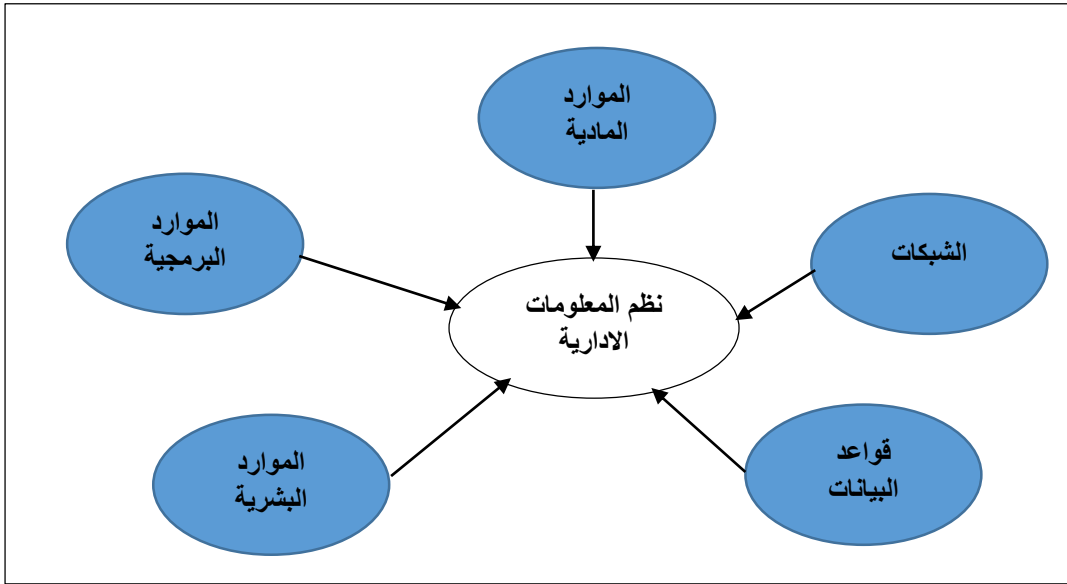 الموارد
المادية
الشبكات
الموارد
البرمجية
نظم المعلومات
الادارية
قواعد
البيانات
الموارد
البشرية